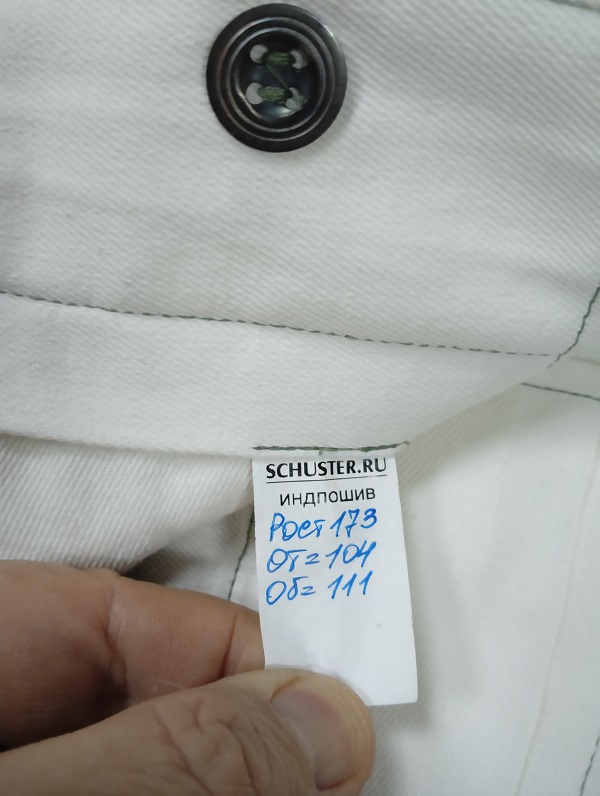 SCHUSTER.RU
ИНДПОШИВ
Рост 173
От = 104
Об = 111